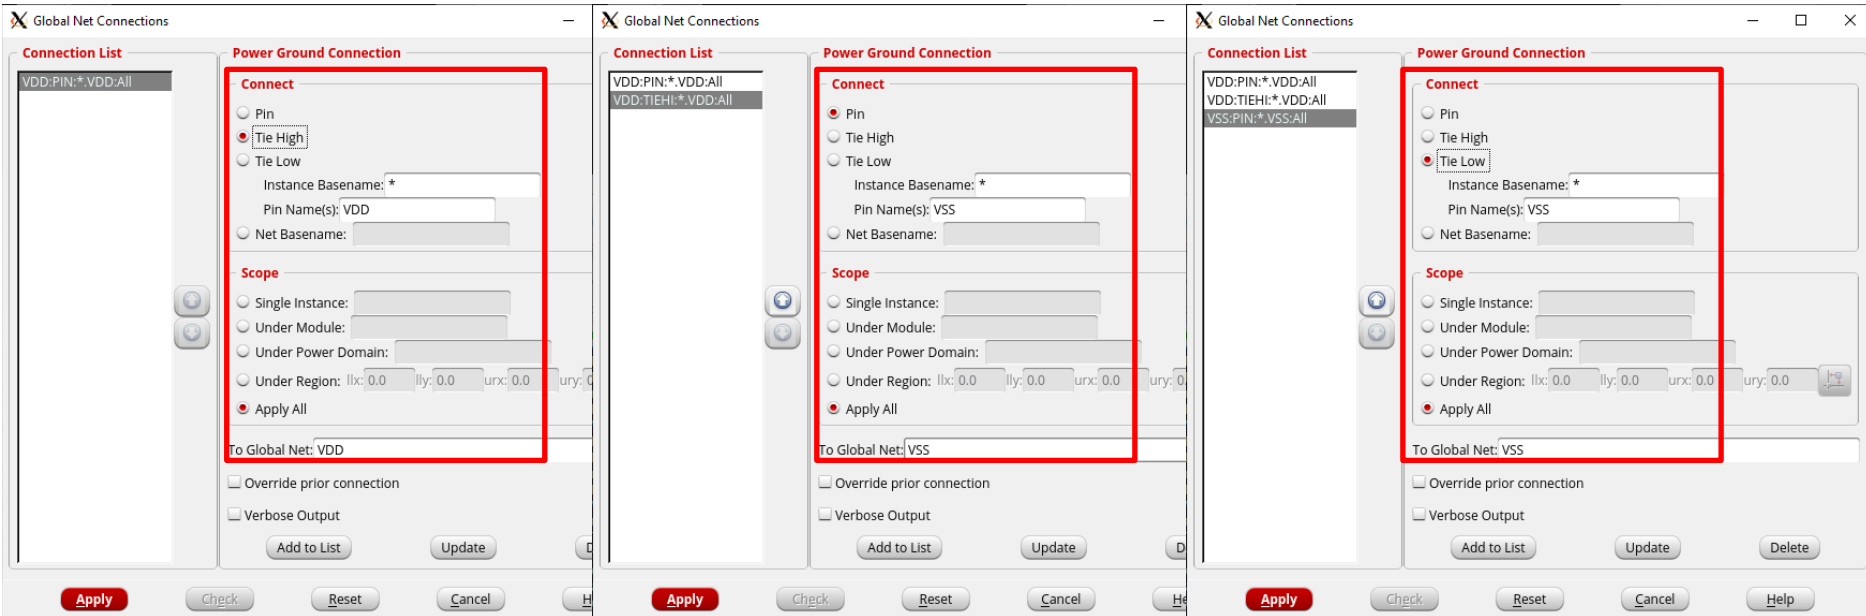 Global Net Connections
Connection List
VDD:PIN:*.VDD:All
Power Ground Connection
Connect
Pin
Tie High
Tie Low
Instance Basename: *
Pin Name(s): VDD
Net Basename:
Scope
Single Instance:
Under Module:
Under Power Domain:
Under Region: llx: 0.0 lly: 0.0 urx: 0.0 ury:
Apply All
To Global Net: VDD
Override prior connection
Verbose Output
Add to List Update
Apply Check Reset Cancel
Global Net Connections
Connection List
VDD:PIN:*.VDD:All
VDD:TIEHI:*.VDD:All
Power Ground Connection
Connect
Pin
Tie High
Tie Low
Instance Basename: *
Pin Name(s): VSS
Net Basename:
Scope
Single Instance:
Under Module:
Under Power Domain:
Under Region: llx: 0.0 lly: 0.0 urx: 0.0 ury: 0.
Apply All
To Global Net: VSS
Override prior connection
Verbose Output
Add to List Update D
Apply Check Reset Cancel He
Global Net Connections
Connection List
VDD:PIN:*.VDD:All
VDD:TIEHI:*.VDD:All
VSS:PIN:*.VSS:All
Power Ground Connection
Connect
Pin
Tie High
Tie Low
Instance Basename: *
Pin Name(s): VSS
Net Basename:
Scope
Single Instance:
Under Module:
Under Power Domain:
Under Region: llx: 0.0 lly: 0.0 urx: 0.0 ury: 0.0
Apply All
To Global Net: VSS
Override prior connection
Verbose Output
Add to List Update Delete
Apply Check Reset Cancel Help